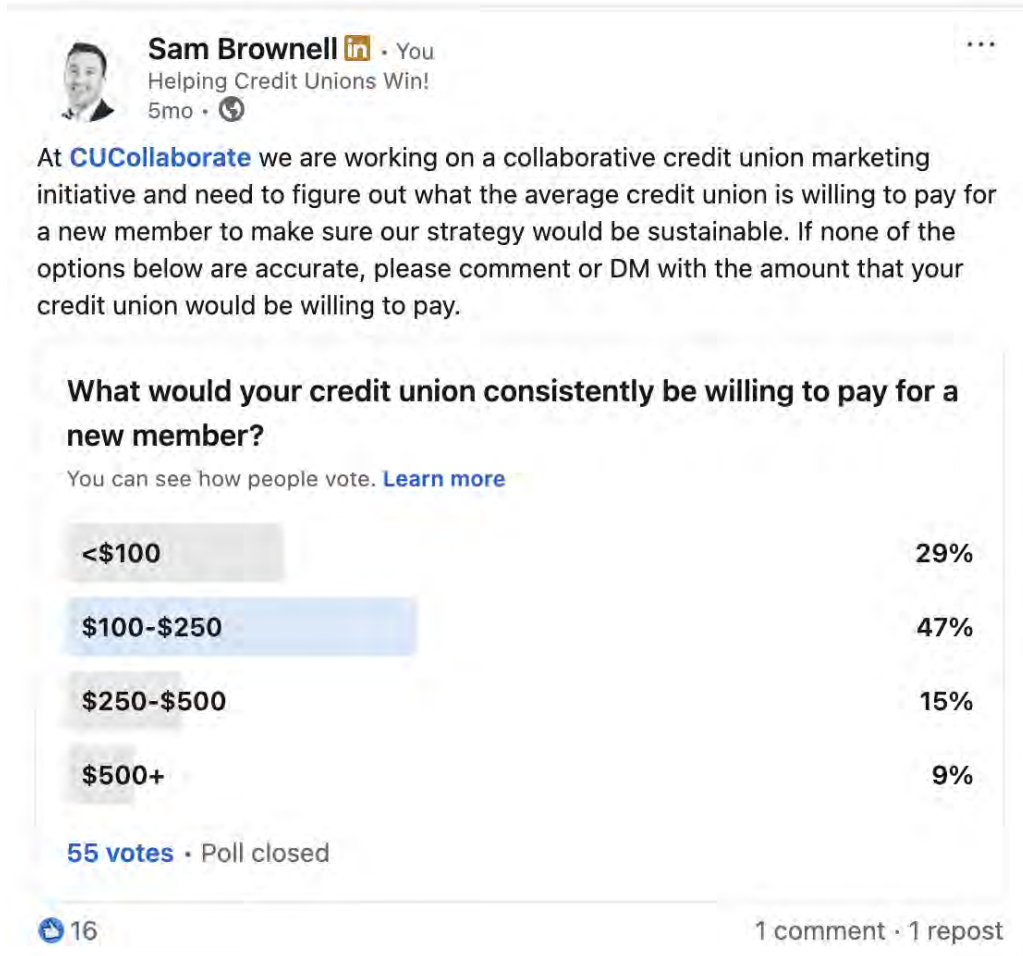 Sam Brownell in · You
Helping Credit Unions Win!
5mo ·
...
At CUCollaborate we are working on a collaborative credit union marketing
initiative and need to figure out what the average credit union is willing to pay for
a new member to make sure our strategy would be sustainable. If none of the
options below are accurate, please comment or DM with the amount that your
credit union would be willing to pay.
What would your credit union consistently be willing to pay for a
new member?
You can see how people vote. Learn more
<$100 29%
$100-$250 47%
$250-$500 15%
$500+ 9%
55 votes · Poll closed
16 1 comment · 1 repost